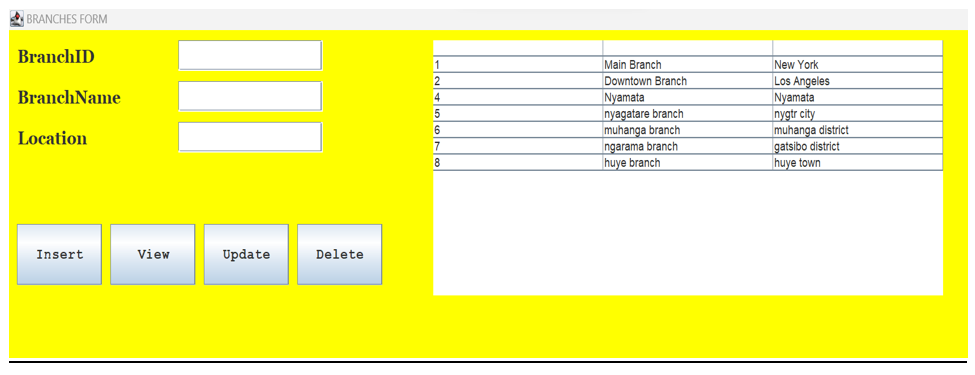 BRANCHES FORM
BranchID
BranchName
Location
1 Main Branch New York
2 Downtown Branch Los Angeles
4 Nyamata Nyamata
5 nyagatare branch nygtr city
6 muhanga branch muhanga district
7 ngarama branch gatsibo district
8 huye branch huye town
Insert View Update Delete